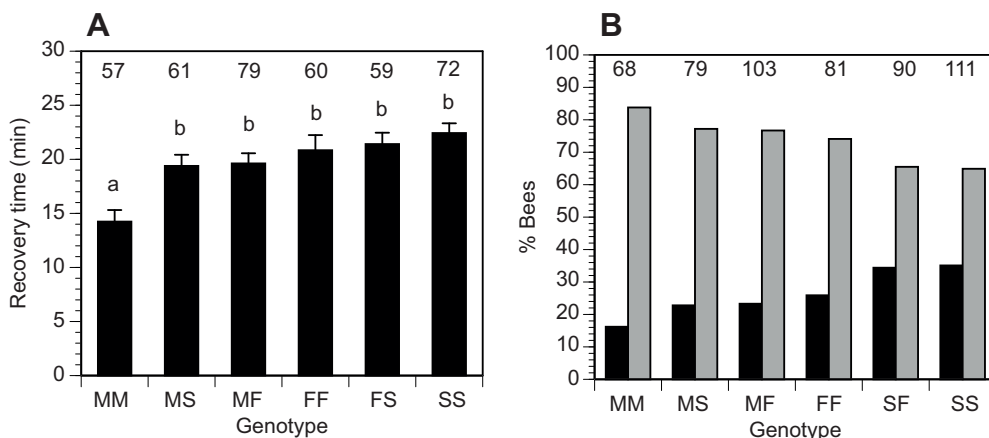 A
30
25
20
15
10
5
0
Recovery time (min)
57 61 79 60 59 72
a b b b b b
MM MS MF FF FS SS
Genotype
B
100
90
80
70
60
50
40
30
20
10
0
% Bees
68 79 103 81 90 111
MM MS MF FF SF SS
Genotype